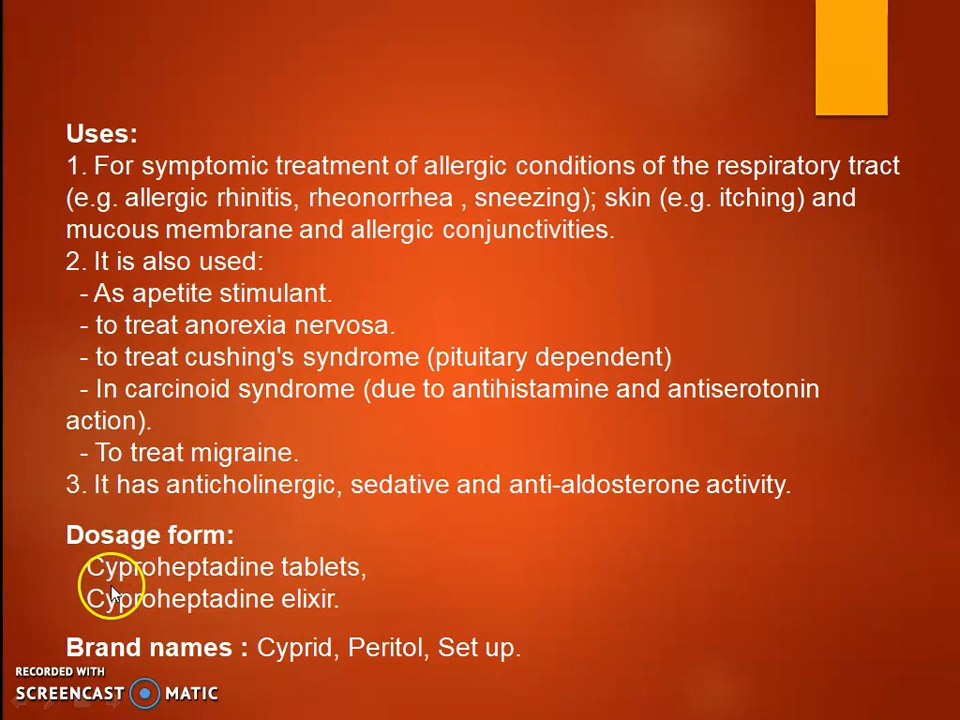 Uses:
1. For symptomic treatment of allergic conditions of the respiratory tract
(e.g. allergic rhinitis, rheonorrhea , sneezing); skin (e.g. itching) and
mucous membrane and allergic conjunctivities.
2. It is also used:
- As apetite stimulant.
- to treat anorexia nervosa.
- to treat cushing's syndrome (pituitary dependent)
- In carcinoid syndrome (due to antihistamine and antiserotonin
action).
- To treat migraine.
3. It has anticholinergic, sedative and anti-aldosterone activity.
Dosage form:
Cyproheptadine tablets,
Cyproheptadine elixir.
Brand names : Cyprid, Peritol, Set up.
RECORDED WITH
SCREENCAST MATIC